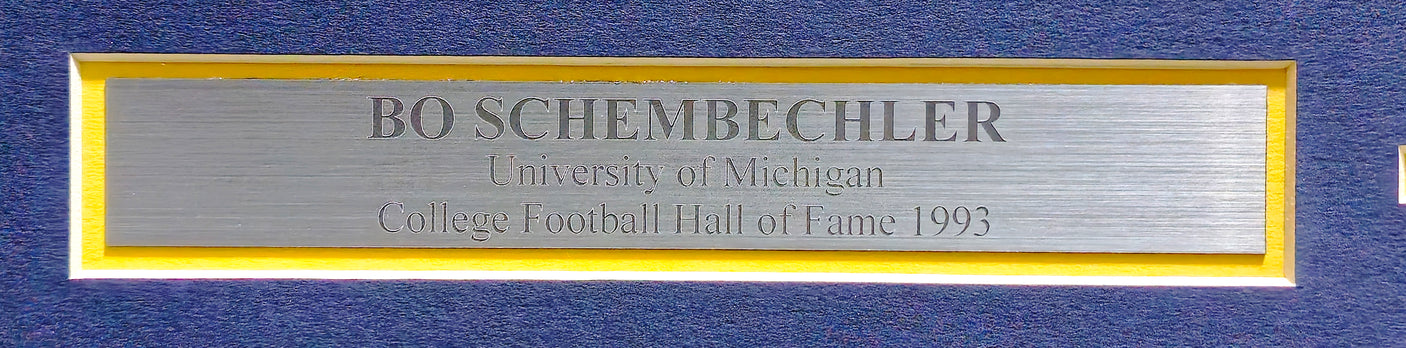 BO SCHEMBECHLER
University of Michigan
College Football Hall of Fame 1993